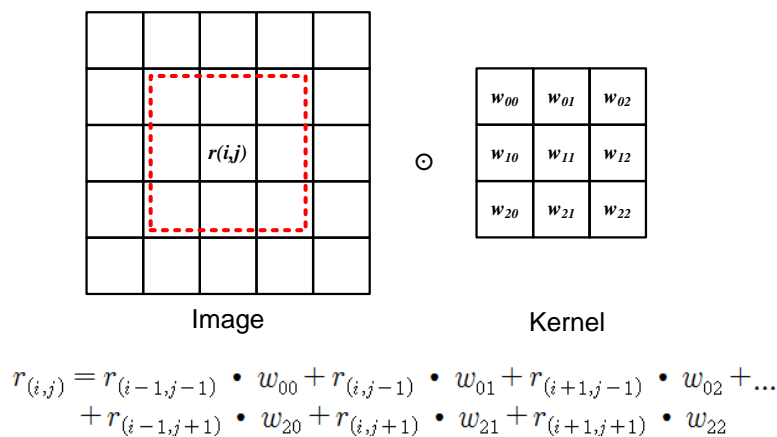 w₀₀ w₀₁ w₀₂
r(i,j) ⊙ w₁₀ w₁₁ w₁₂
w₂₀ w₂₁ w₂₂
Image Kernel
r₍ᵢ,ⱼ₎ = r₍ᵢ₋₁,ⱼ₋₁₎ • w₀₀ + r₍ᵢ,ⱼ₋₁₎ • w₀₁ + r₍ᵢ₊₁,ⱼ₋₁₎ • w₀₂ + ...
+ r₍ᵢ₋₁,ⱼ₊₁₎ • w₂₀ + r₍ᵢ,ⱼ₊₁₎ • w₂₁ + r₍ᵢ₊₁,ⱼ₊₁₎ • w₂₂